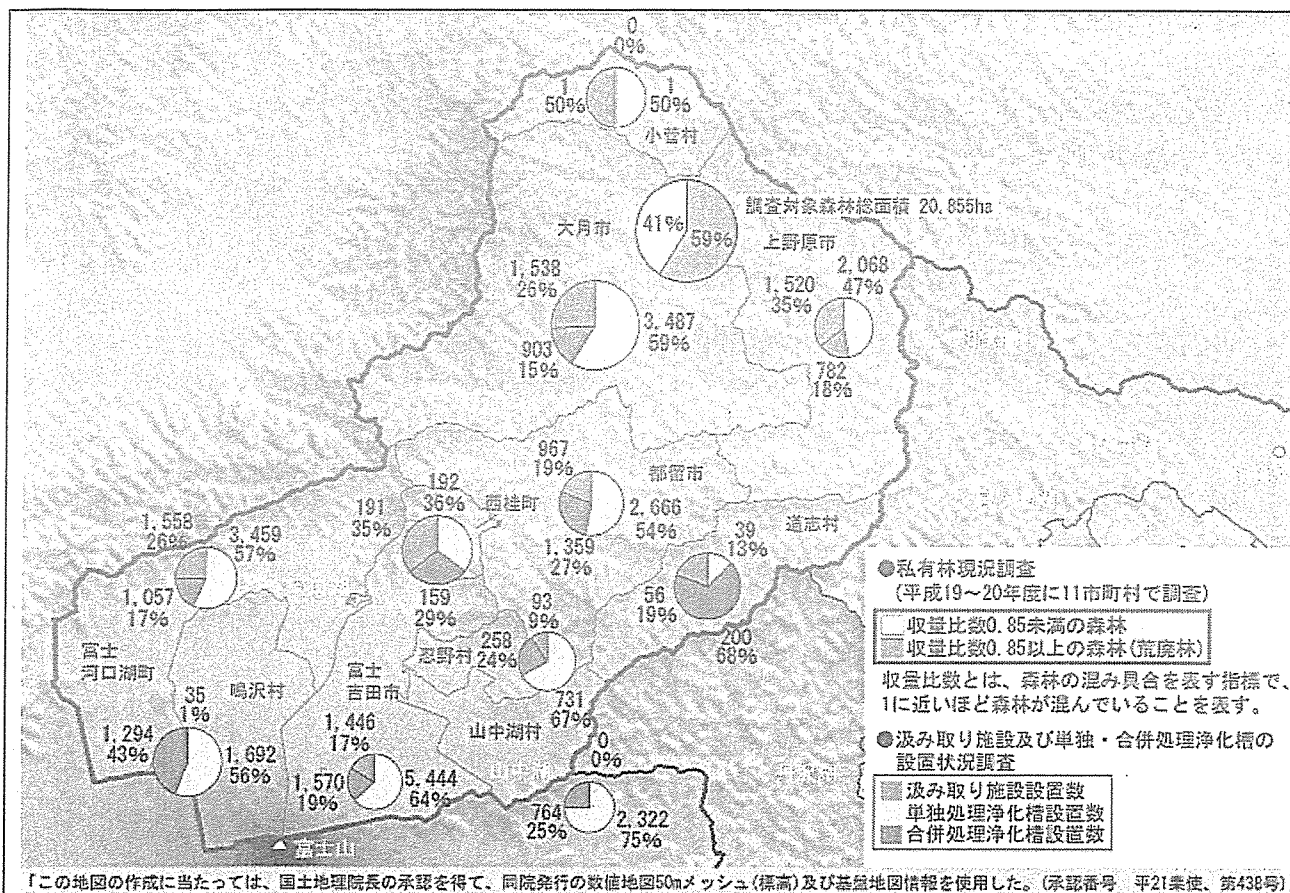 0
0%
1
50%
1
50%
小菅村
調査対象森林総面積 20,855ha
41%
59%
大月市
上野原市
1,538
26%
3,487
59%
903
15%
2,068
47%
1,520
35%
782
18%
967
19%
都留市
2,666
54%
1,359
27%
192
36%
西桂町
191
35%
159
29%
道志村
39
13%
56
19%
200
68%
1,558
26%
3,459
57%
1,057
17%
93
9%
258
24%
忍野村
731
67%
富士
河口湖町
鳴沢村
富士
吉田市
山中湖村
35
1%
1,294
43%
1,692
56%
1,446
17%
1,570
19%
5,444
64%
0
0%
764
25%
2,322
75%
富士山
●私有林現況調査
(平成19~20年度に11市町村で調査)
収量比数0.85未満の森林
収量比数0.85以上の森林(荒廃林)
収量比数とは、森林の混み具合を表す指標で、
1に近いほど森林が混んでいることを表す。
●汲み取り施設及び単独・合併処理浄化槽の
設置状況調査
汲み取り施設設置数
単独処理浄化槽設置数
合併処理浄化槽設置数
「この地図の作成に当たっては、国土地理院長の承認を得て、同院発行の数値地図50mメッシュ(標高)及び基盤地図情報を使用した。(承認番号 平21業使、第438号)